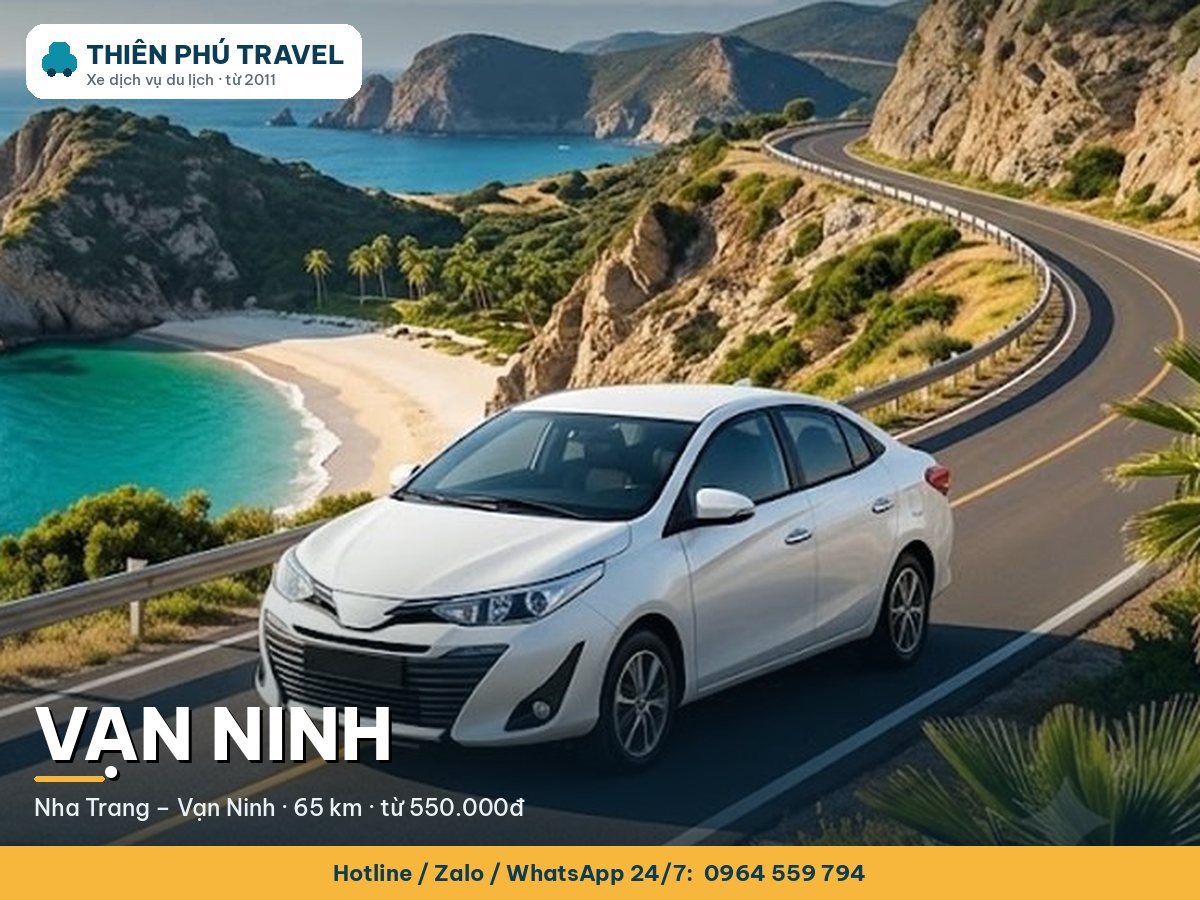 THIÊN PHÚ TRAVEL
Xe dịch vụ du lịch · từ 2011
VẠN NINH
Nha Trang – Vạn Ninh · 65 km · từ 550.000đ
Hotline / Zalo / WhatsApp 24/7: 0964 559 794